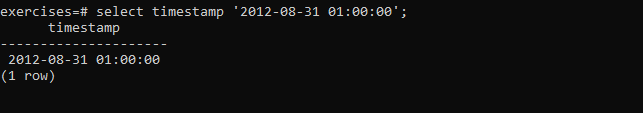 exercises=# select timestamp '2012-08-31 01:00:00';
      timestamp
---------------------
 2012-08-31 01:00:00
(1 row)